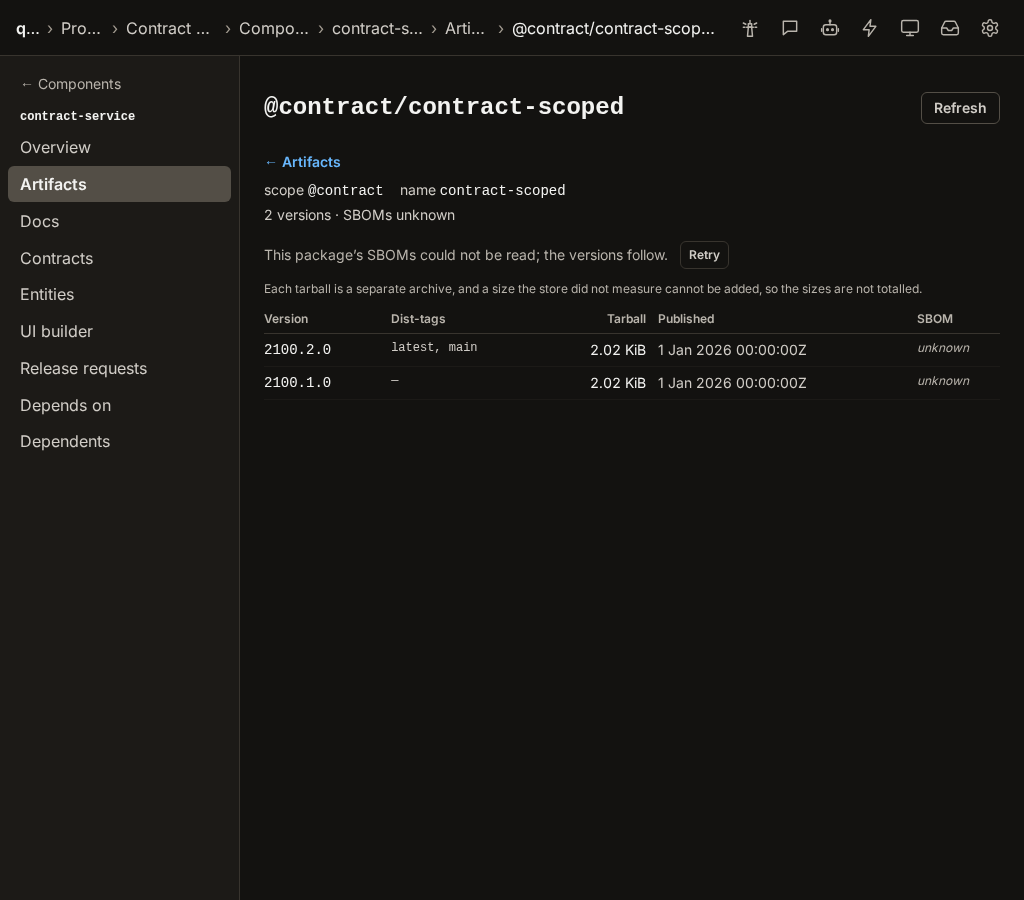 q... › Pro... › Contract ... › Compo... › contract-s... › Arti... › @contract/contract-scop...
← Components
contract-service
Overview
Artifacts
Docs
Contracts
Entities
UI builder
Release requests
Depends on
Dependents
@contract/contract-scoped
Refresh
← Artifacts
scope @contract name contract-scoped
2 versions · SBOMs unknown
This package’s SBOMs could not be read; the versions follow. Retry
Each tarball is a separate archive, and a size the store did not measure cannot be added, so the sizes are not totalled.
Version Dist-tags Tarball Published SBOM
2100.2.0 latest, main 2.02 KiB 1 Jan 2026 00:00:00Z unknown
2100.1.0 — 2.02 KiB 1 Jan 2026 00:00:00Z unknown